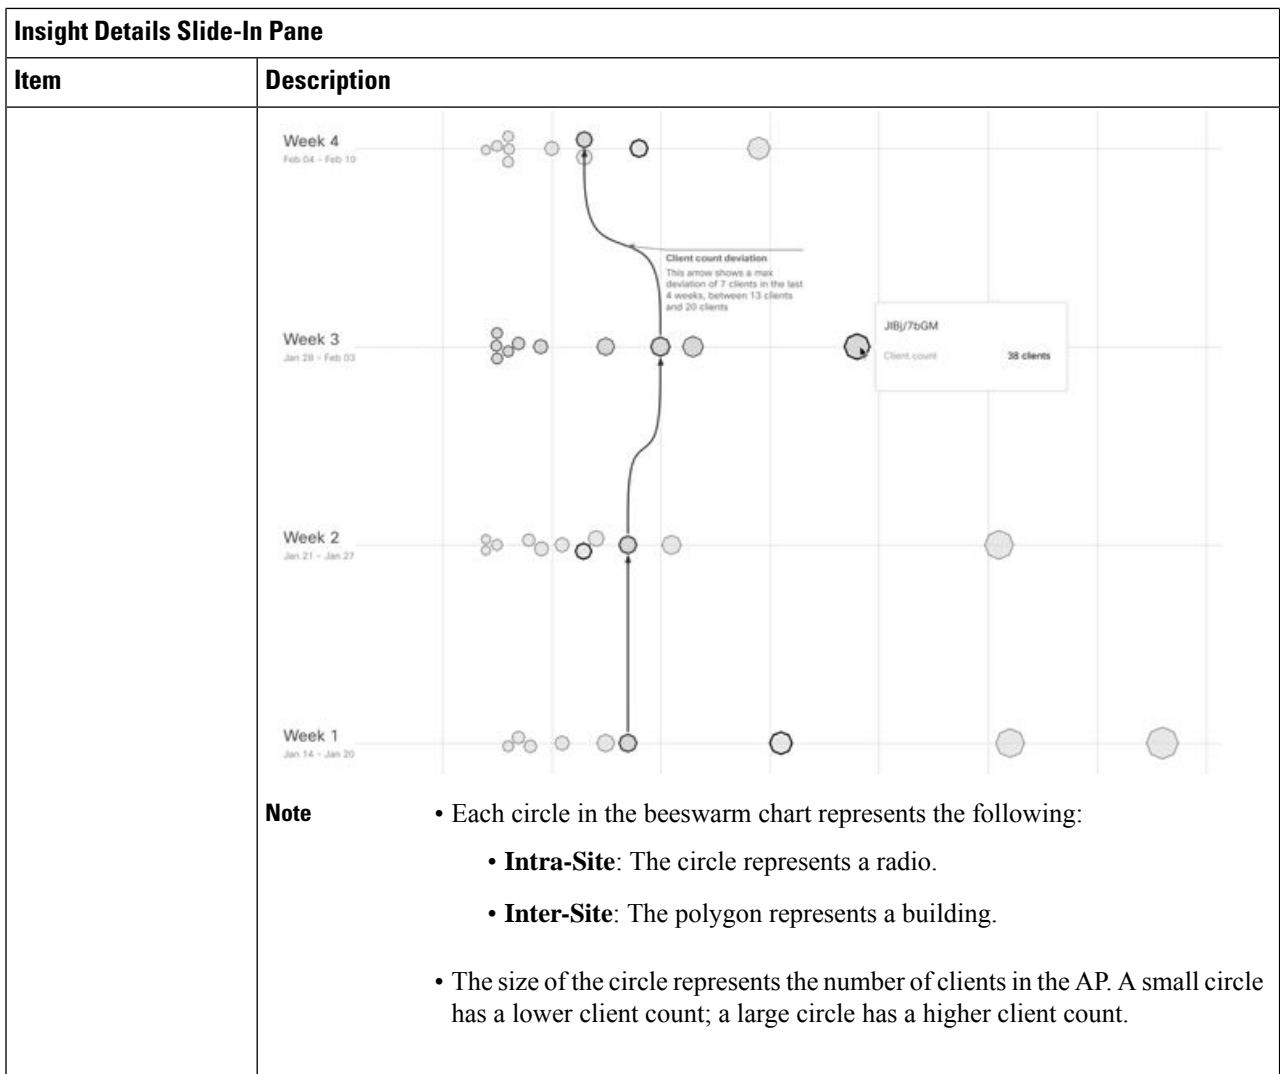 Insight Details Slide-In Pane
Item Description
Week 4
Feb 04 - Feb 10
Client count deviation
This arrow shows a max
deviation of 7 clients in the last
4 weeks, between 13 clients
and 20 clients
JIBj/7bGM
Client count 38 clients
Week 3
Jan 28 - Feb 03
Week 2
Jan 21 - Jan 27
Week 1
Jan 14 - Jan 20
Note • Each circle in the beeswarm chart represents the following:
• Intra-Site: The circle represents a radio.
• Inter-Site: The polygon represents a building.
• The size of the circle represents the number of clients in the AP. A small circle
has a lower client count; a large circle has a higher client count.